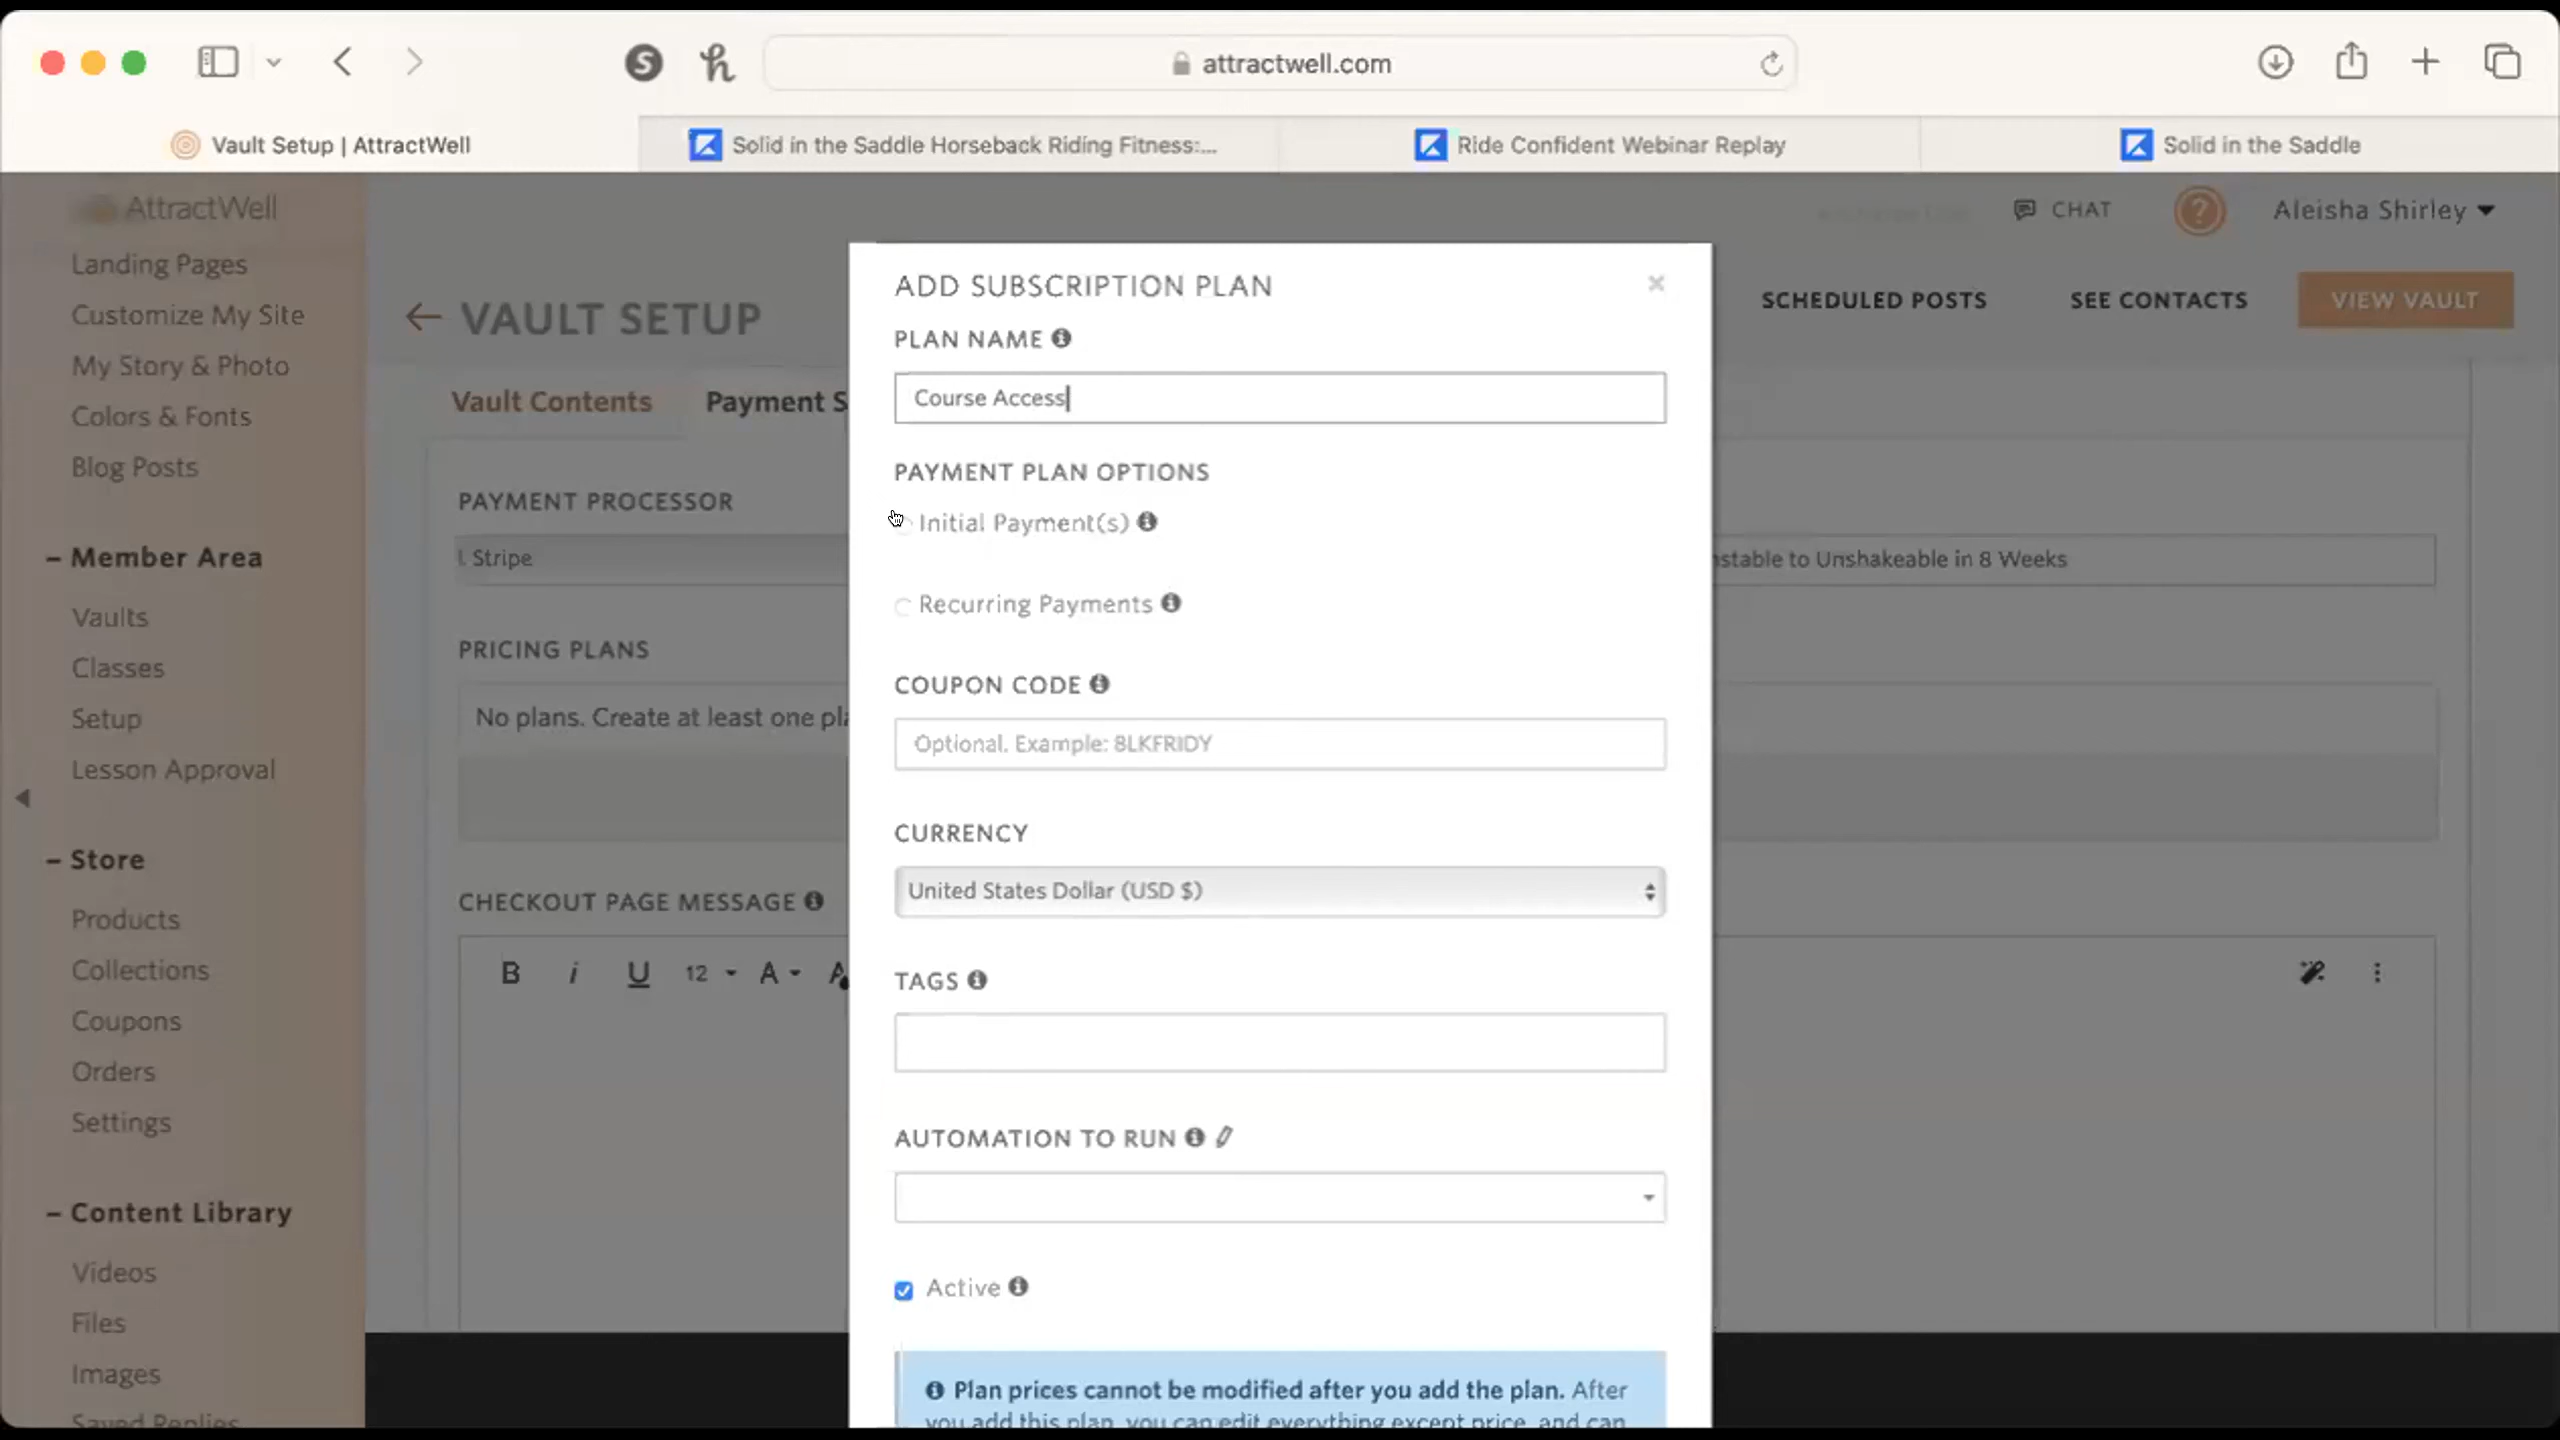 attractwell.com
Vault Setup | AttractWell
Solid in the Saddle Horseback Riding Fitness:...
Ride Confident Webinar Replay
Solid in the Saddle
AttractWell
CHAT
Aleisha Shirley
Landing Pages
Customize My Site
My Story & Photo
Colors & Fonts
Blog Posts
– Member Area
Vaults
Classes
Setup
Lesson Approval
– Store
Products
Collections
Coupons
Orders
Settings
– Content Library
Videos
Files
Images
Saved Replies
VAULT SETUP
SCHEDULED POSTS
SEE CONTACTS
VIEW VAULT
Vault Contents
Payment S
PAYMENT PROCESSOR
Stripe
nstable to Unshakeable in 8 Weeks
PRICING PLANS
No plans. Create at least one pla
CHECKOUT PAGE MESSAGE
B i U 12 A
ADD SUBSCRIPTION PLAN
×
PLAN NAME
Course Access
PAYMENT PLAN OPTIONS
Initial Payment(s)
Recurring Payments
COUPON CODE
Optional. Example: 8LKFRIDY
CURRENCY
United States Dollar (USD $)
TAGS
AUTOMATION TO RUN
Active
Plan prices cannot be modified after you add the plan. After
you add this plan, you can edit everything except price, and can